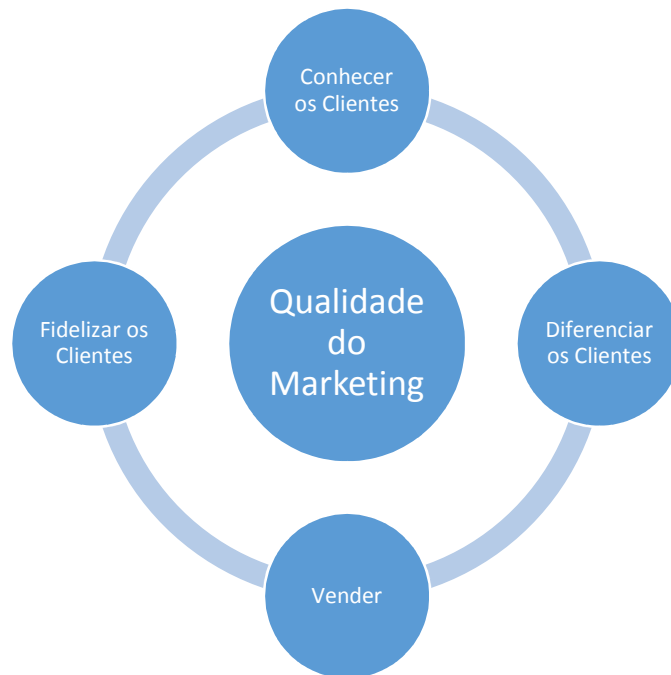 Conhecer
os Clientes
Qualidade
do
Marketing
Fidelizar os
Clientes
Diferenciar
os Clientes
Vender